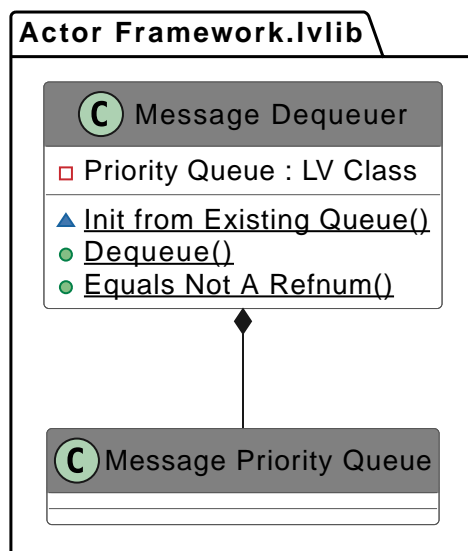 Actor Framework.lvlib
C Message Dequeuer
Priority Queue : LV Class
Init from Existing Queue()
Dequeue()
Equals Not A Refnum()
C Message Priority Queue